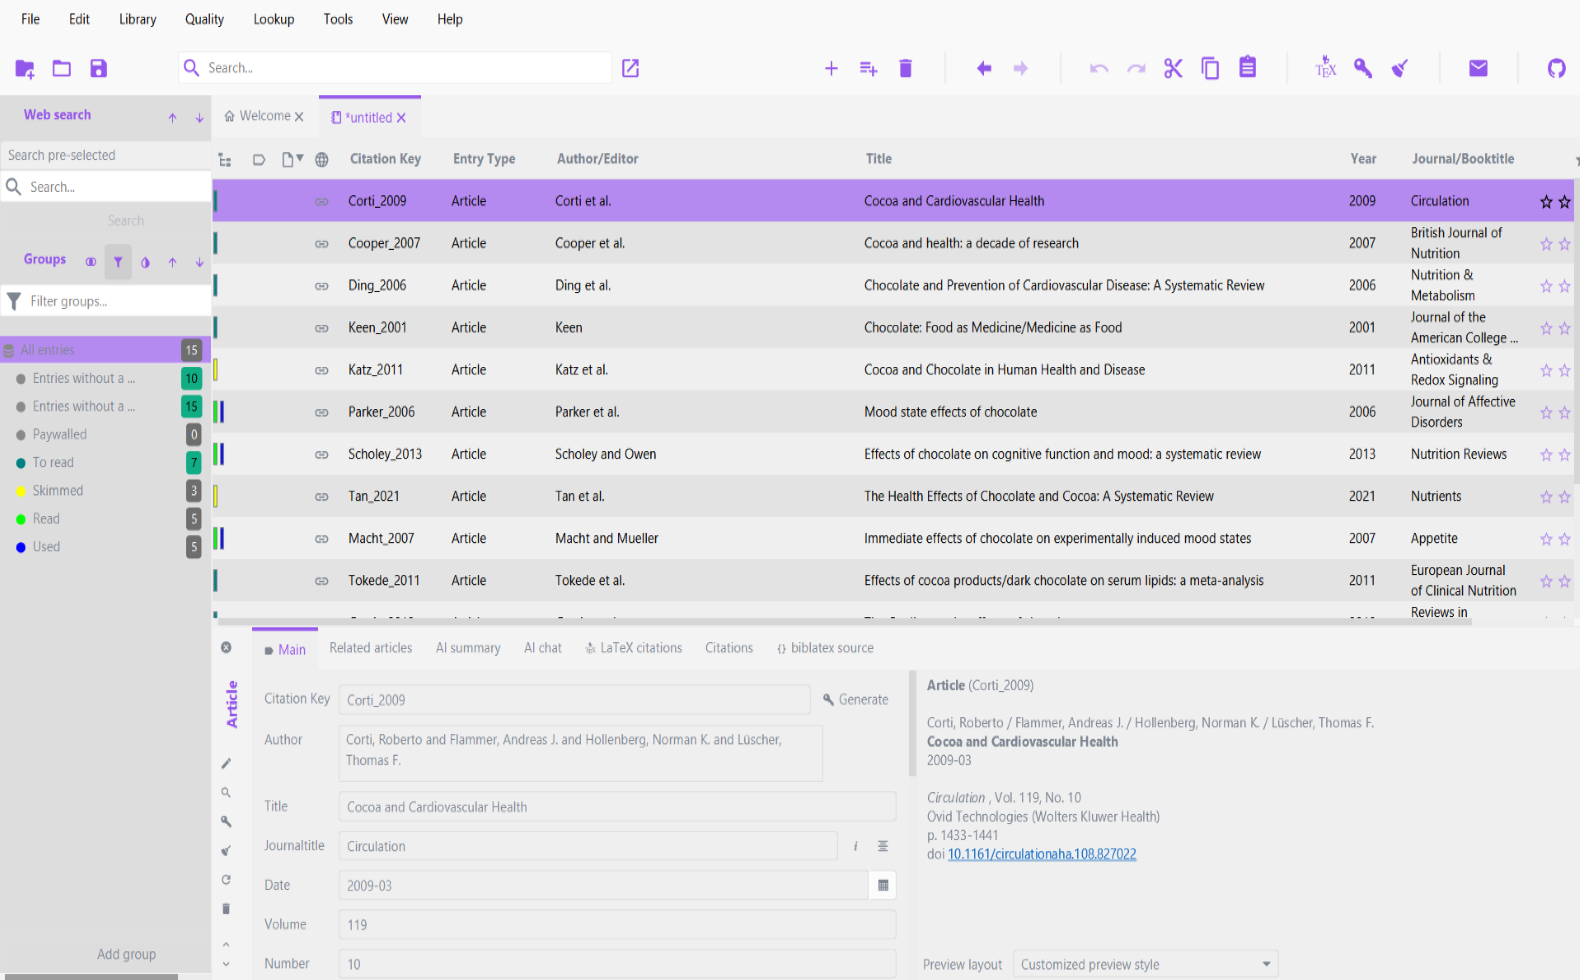 File Edit Library Quality Lookup Tools View Help
Search...
Web search
Search pre-selected
Search...
Search
Groups
Filter groups...
All entries 15
Entries without a ... 10
Entries without a ... 15
Paywalled 0
To read 7
Skimmed 3
Read 5
Used 5
Add group
Welcome *untitled
Citation Key Entry Type Author/Editor Title Year Journal/Booktitle
Corti_2009 Article Corti et al. Cocoa and Cardiovascular Health 2009 Circulation
Cooper_2007 Article Cooper et al. Cocoa and health: a decade of research 2007 British Journal of
Nutrition
Ding_2006 Article Ding et al. Chocolate and Prevention of Cardiovascular Disease: A Systematic Review 2006 Nutrition &
Metabolism
Keen_2001 Article Keen Chocolate: Food as Medicine/Medicine as Food 2001 Journal of the
American College ...
Katz_2011 Article Katz et al. Cocoa and Chocolate in Human Health and Disease 2011 Antioxidants &
Redox Signaling
Parker_2006 Article Parker et al. Mood state effects of chocolate 2006 Journal of Affective
Disorders
Scholey_2013 Article Scholey and Owen Effects of chocolate on cognitive function and mood: a systematic review 2013 Nutrition Reviews
Tan_2021 Article Tan et al. The Health Effects of Chocolate and Cocoa: A Systematic Review 2021 Nutrients
Macht_2007 Article Macht and Mueller Immediate effects of chocolate on experimentally induced mood states 2007 Appetite
Tokede_2011 Article Tokede et al. Effects of cocoa products/dark chocolate on serum lipids: a meta-analysis 2011 European Journal
of Clinical Nutrition
Reviews in
Main Related articles AI summary AI chat LaTeX citations Citations {} biblatex source
Article
Citation Key Corti_2009 Generate
Author Corti, Roberto and Flammer, Andreas J. and Hollenberg, Norman K. and Lüscher,
Thomas F.
Title Cocoa and Cardiovascular Health
Journaltitle Circulation i
Date 2009-03
Volume 119
Number 10
Article (Corti_2009)
Corti, Roberto / Flammer, Andreas J. / Hollenberg, Norman K. / Lüscher, Thomas F.
Cocoa and Cardiovascular Health
2009-03
Circulation , Vol. 119, No. 10
Ovid Technologies (Wolters Kluwer Health)
p. 1433-1441
doi 10.1161/circulationaha.108.827022
Preview layout Customized preview style